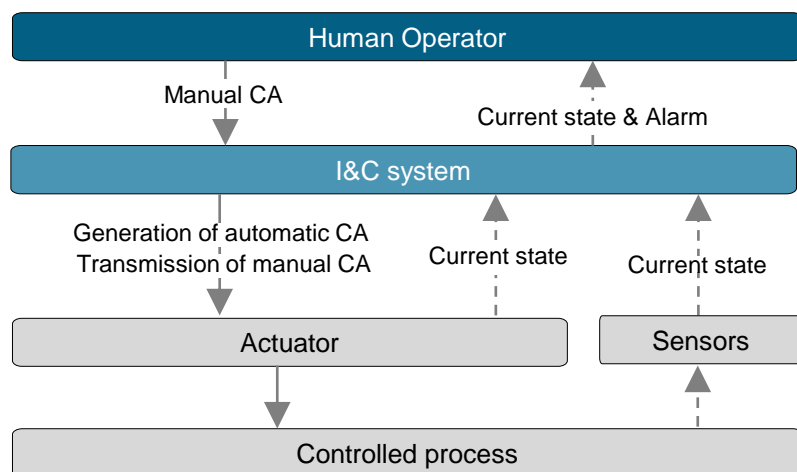 Human Operator
Manual CA
Current state & Alarm
I&C system
Generation of automatic CA
Transmission of manual CA
Current state
Current state
Actuator
Sensors
Controlled process